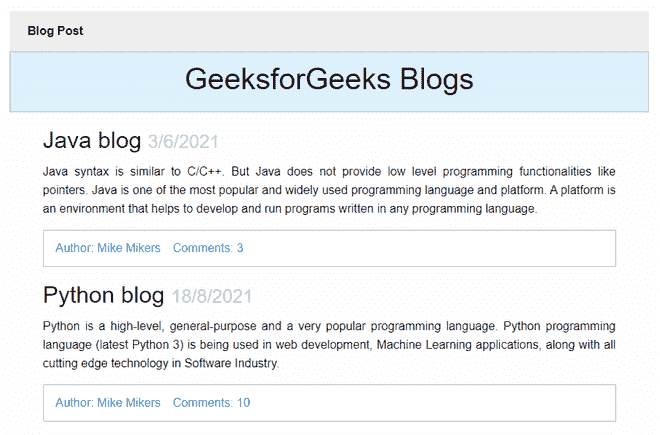 Blog Post
GeeksforGeeks Blogs
Java blog 3/6/2021
Java syntax is similar to C/C++. But Java does not provide low level programming functionalities like
pointers. Java is one of the most popular and widely used programming language and platform. A platform is
an environment that helps to develop and run programs written in any programming language.
Author: Mike Mikers Comments: 3
Python blog 18/8/2021
Python is a high-level, general-purpose and a very popular programming language. Python programming
language (latest Python 3) is being used in web development, Machine Learning applications, along with all
cutting edge technology in Software Industry.
Author: Mike Mikers Comments: 10